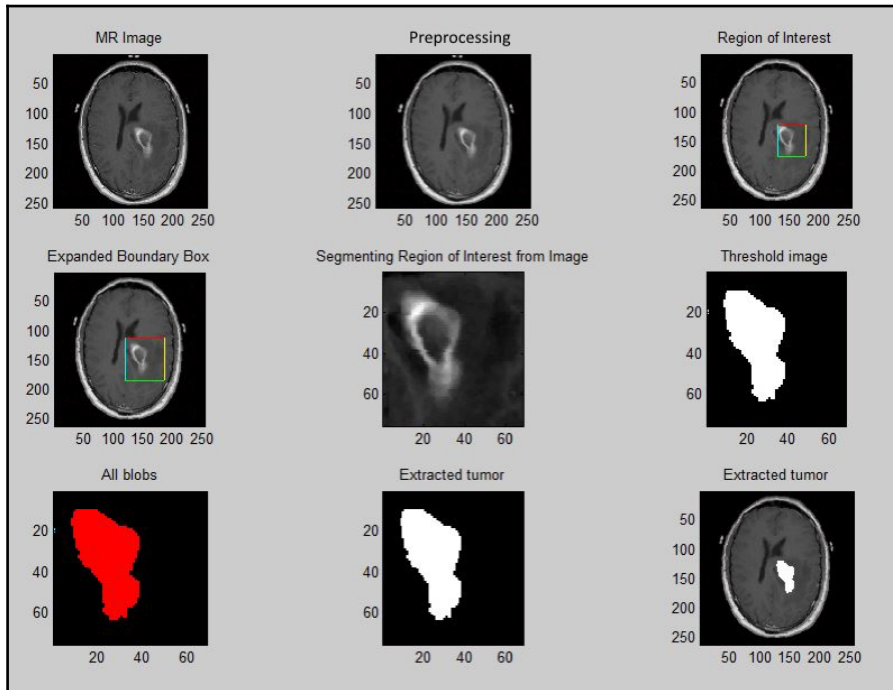 MR Image
Preprocessing
Region of Interest
50
100
150
200
250
50 100 150 200 250
50
100
150
200
250
50 100 150 200 250
50
100
150
200
250
50 100 150 200 250
Expanded Boundary Box
Segmenting Region of Interest from Image
Threshold image
50
100
150
200
250
50 100 150 200 250
20
40
60
20 40 60
20
40
60
20 40 60
All blobs
Extracted tumor
Extracted tumor
20
40
60
20 40 60
20
40
60
20 40 60
50
100
150
200
250
50 100 150 200 250